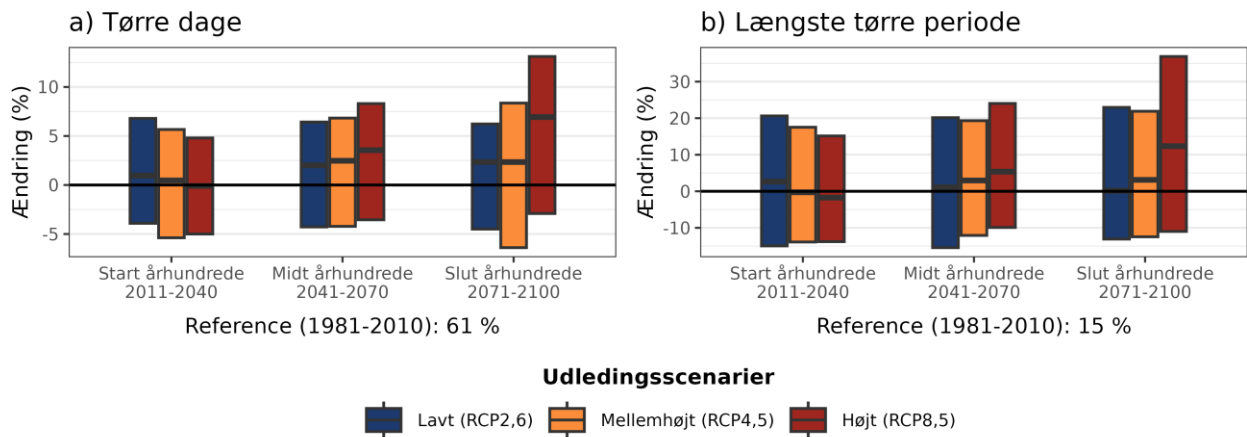 a) Tørre dage
Ændring (%)
10
5
0
-5
Start århundrede
2011-2040
Midt århundrede
2041-2070
Slut århundrede
2071-2100
Reference (1981-2010): 61 %
b) Længste tørre periode
Ændring (%)
30
20
10
0
-10
Start århundrede
2011-2040
Midt århundrede
2041-2070
Slut århundrede
2071-2100
Reference (1981-2010): 15 %
Udledingsscenarier
Lavt (RCP2,6)
Mellemhøjt (RCP4,5)
Højt (RCP8,5)